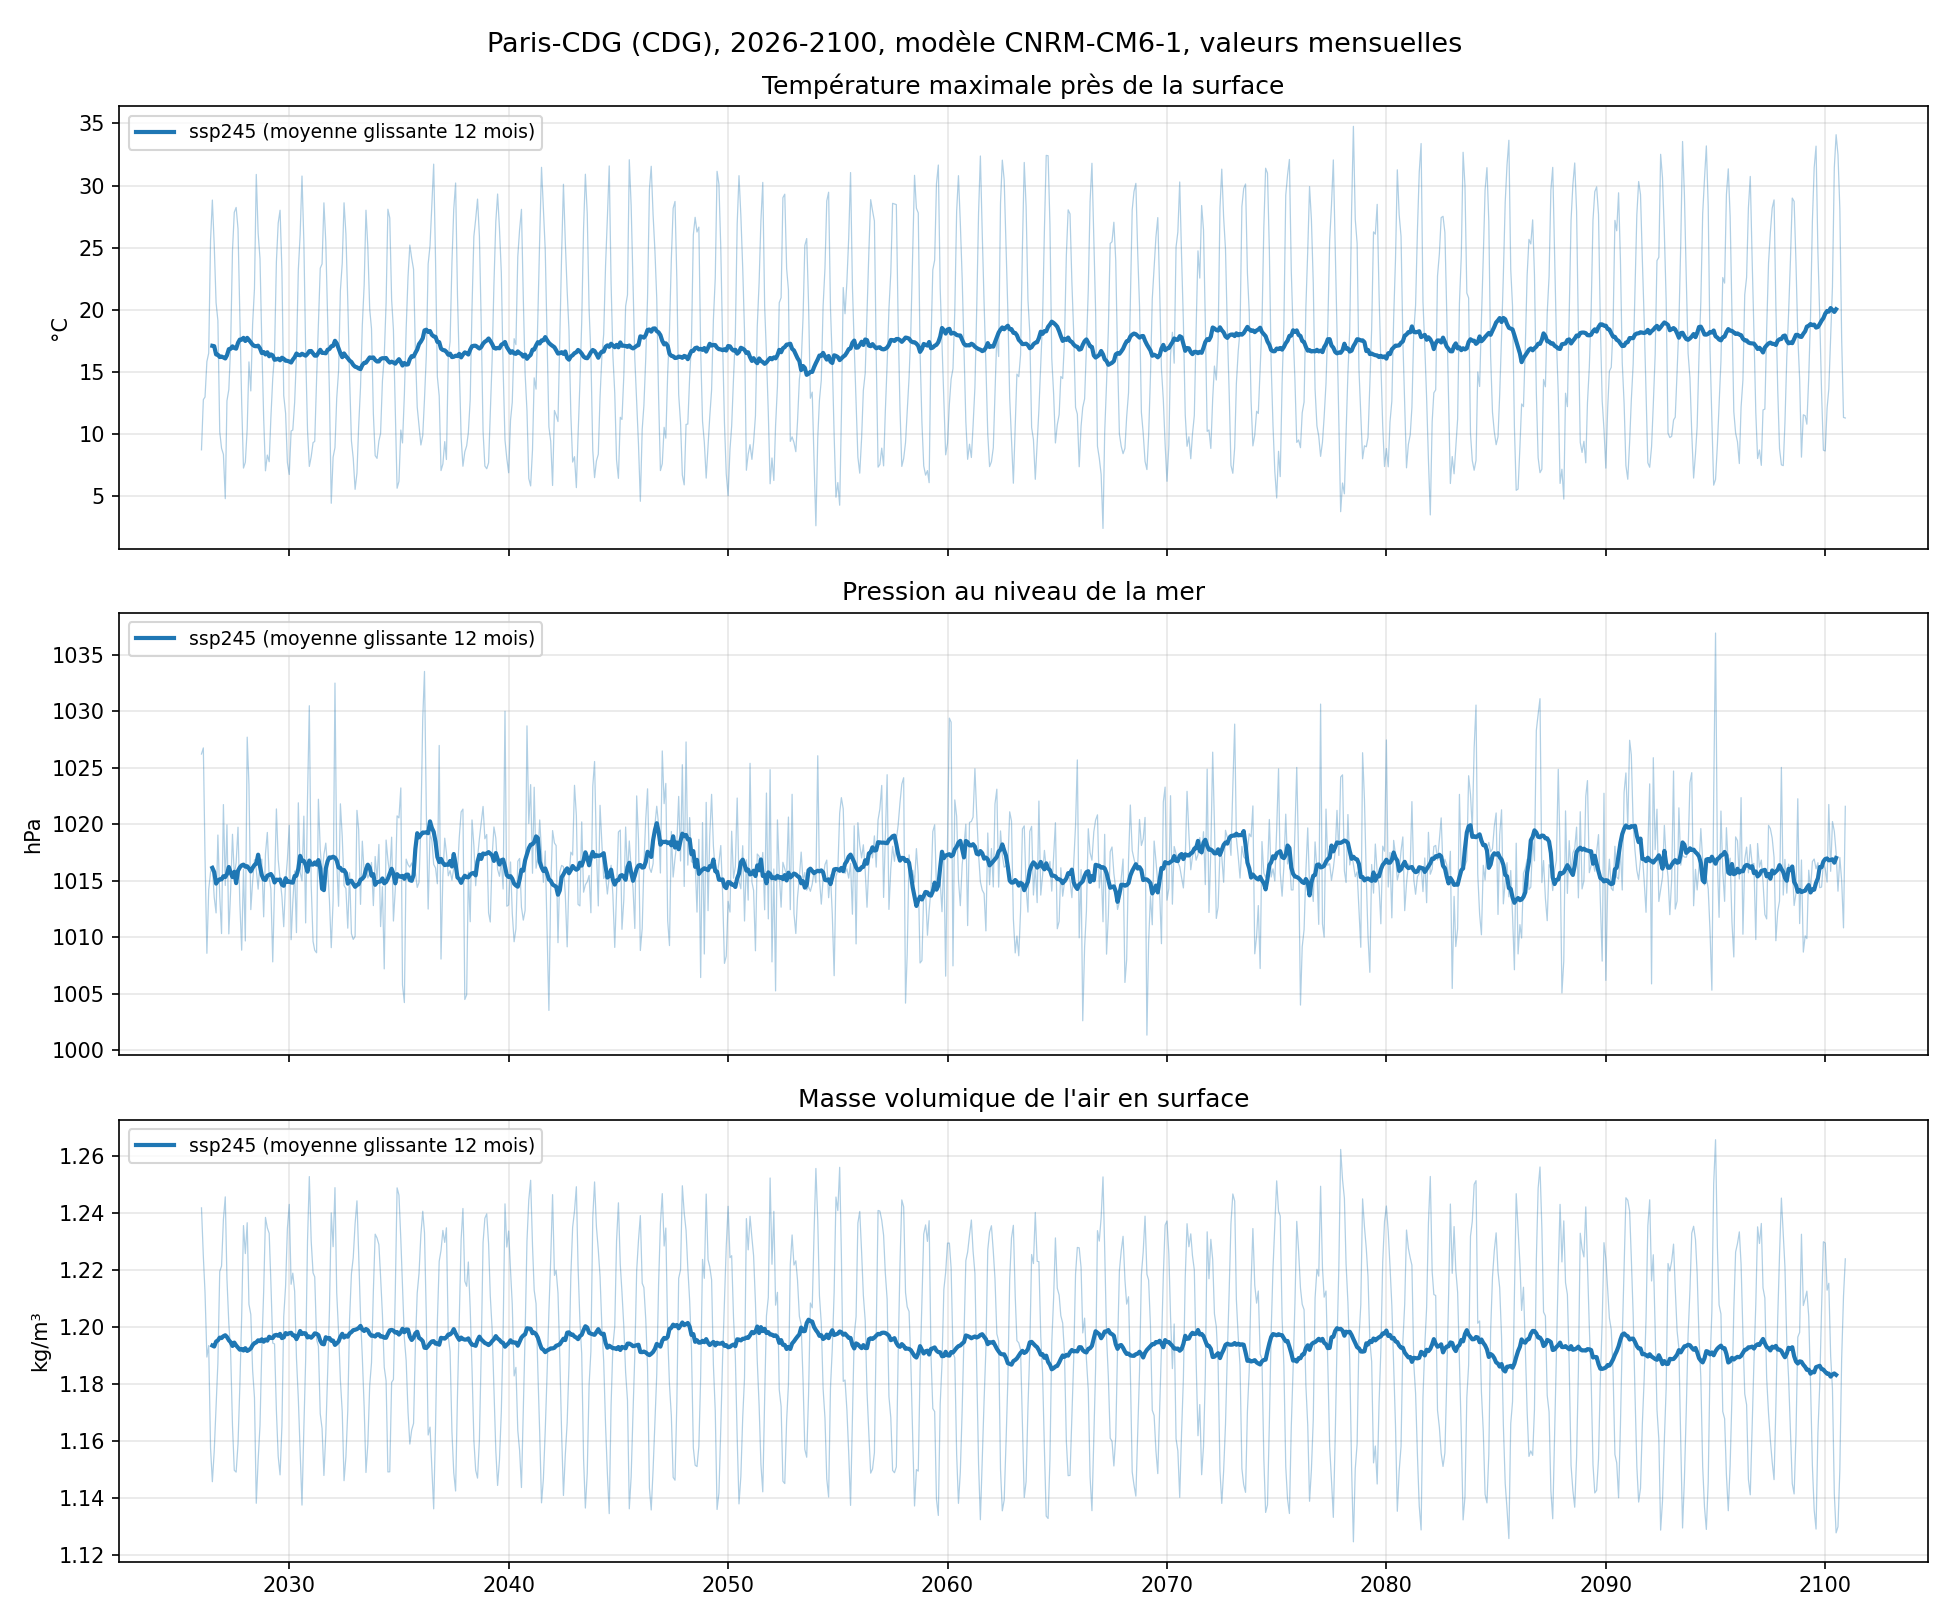 Paris-CDG (CDG), 2026-2100, modèle CNRM-CM6-1, valeurs mensuelles
Température maximale près de la surface
ssp245 (moyenne glissante 12 mois)
35
30
25
20
15
10
5
°C
Pression au niveau de la mer
ssp245 (moyenne glissante 12 mois)
1035
1030
1025
1020
1015
1010
1005
1000
hPa
Masse volumique de l'air en surface
ssp245 (moyenne glissante 12 mois)
1.26
1.24
1.22
1.20
1.18
1.16
1.14
1.12
kg/m³
2030 2040 2050 2060 2070 2080 2090 2100